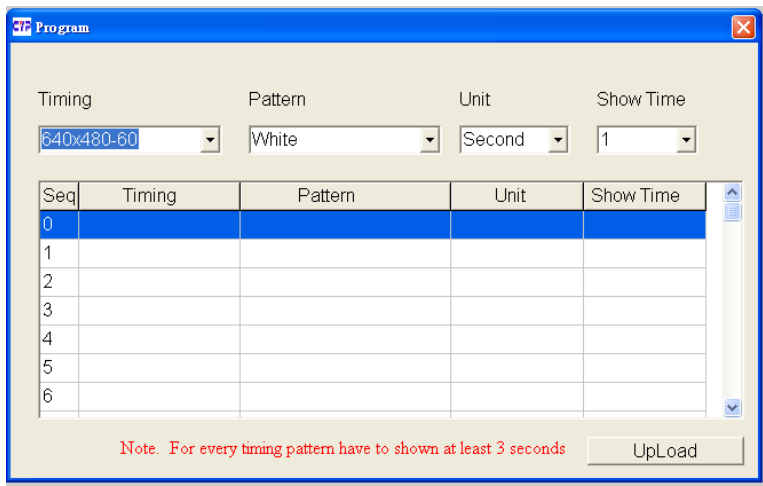 CYP Program
Timing Pattern Unit Show Time
640x480-60 White Second 1
Seq Timing Pattern Unit Show Time
0
1
2
3
4
5
6
Note. For every timing pattern have to shown at least 3 seconds
UpLoad